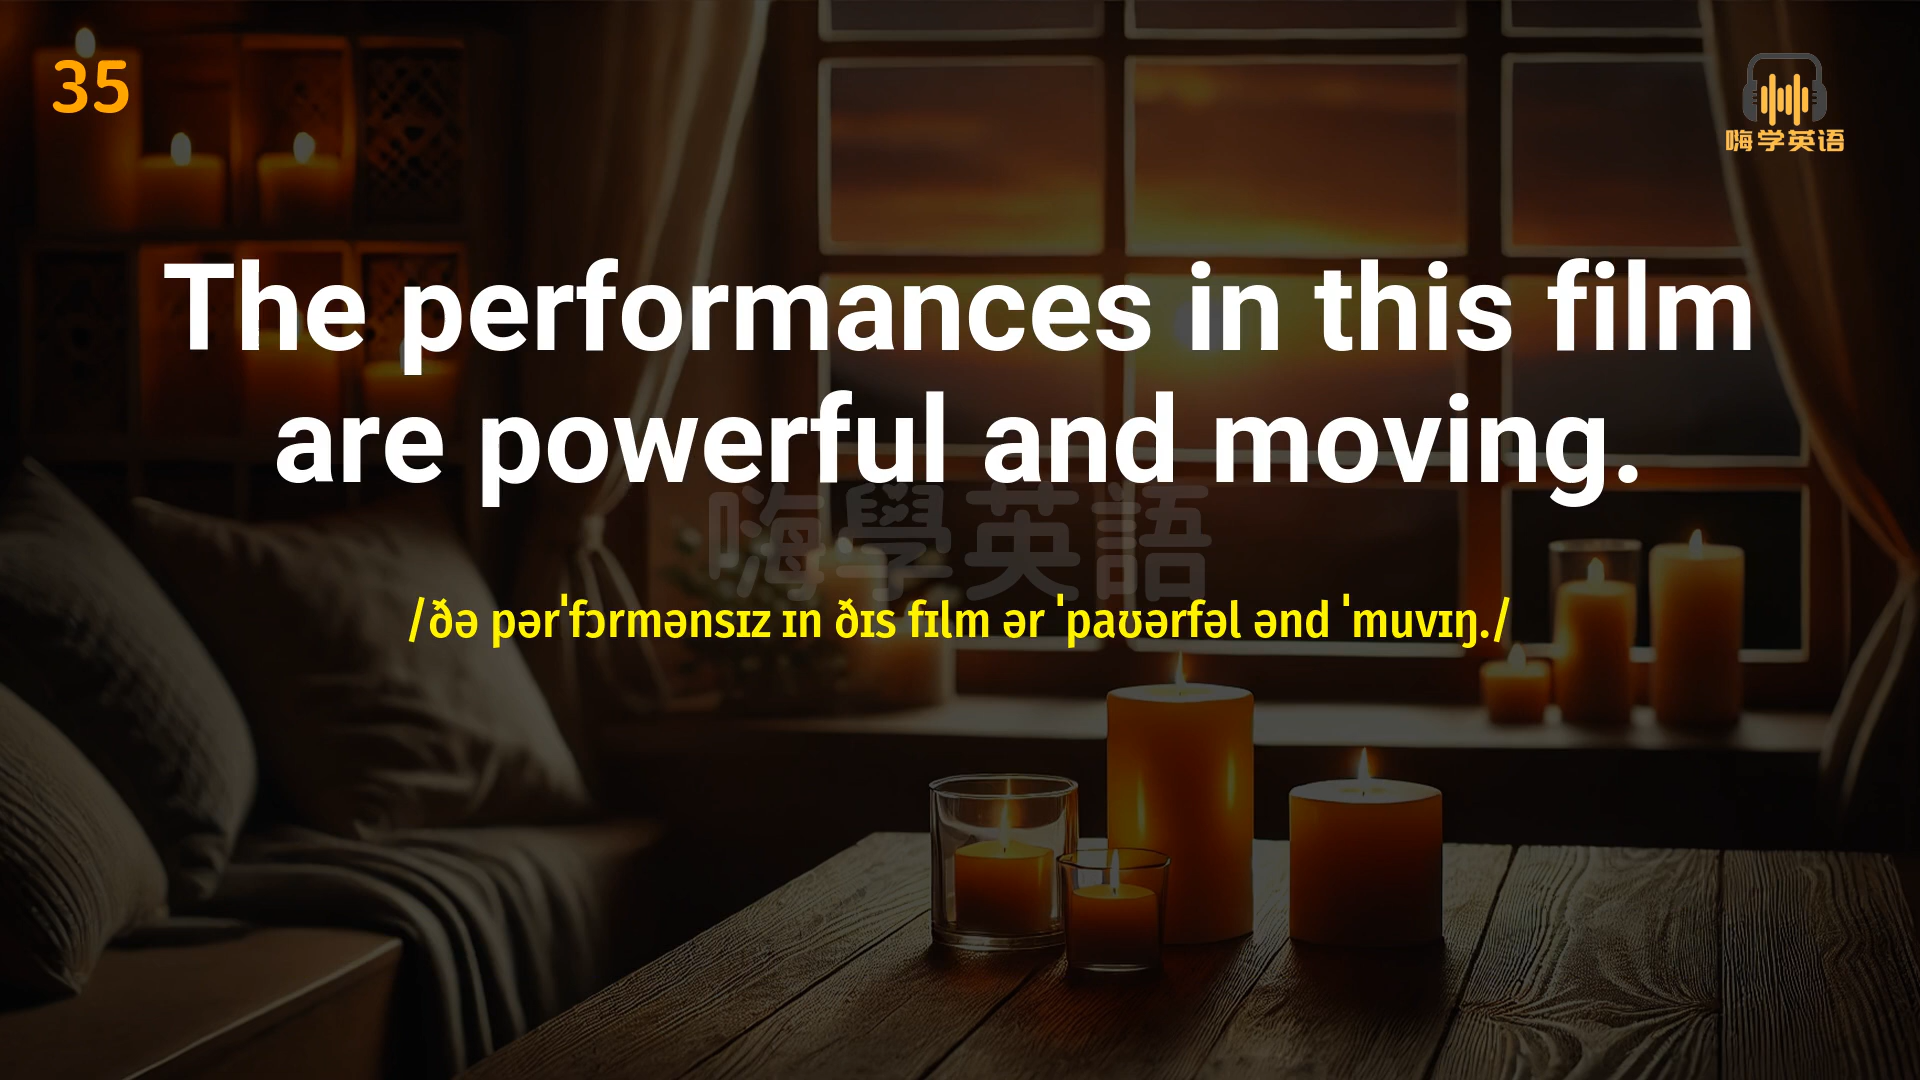 35
嗨学英语
The performances in this film
are powerful and moving.
嗨學英語
/ðə pərˈfɔrmənsɪz ɪn ðɪs fɪlm ər ˈpaʊərfəl ənd ˈmuvɪŋ./